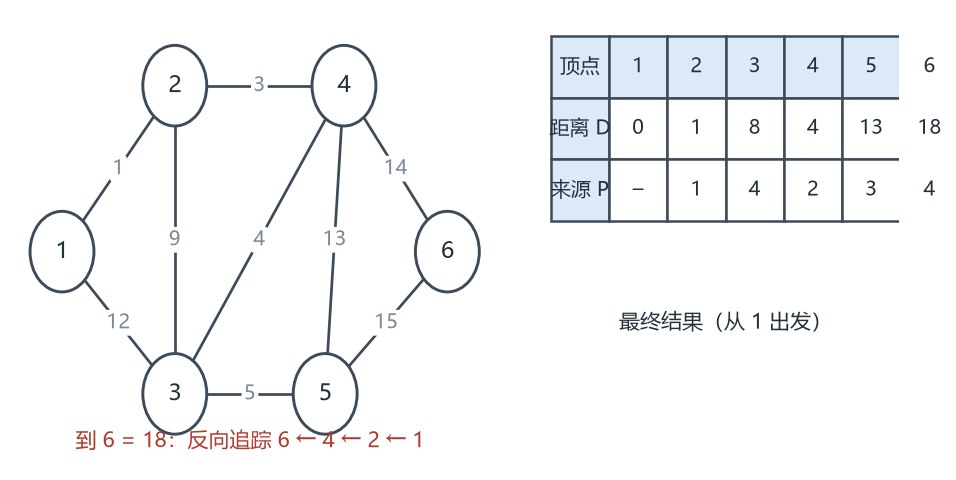 2 3 4
1 14
9 4 13
1 6
12 15
3 5 5
到 6 = 18：反向追踪 6 ← 4 ← 2 ← 1
顶点 1 2 3 4 5 6
距离 D 0 1 8 4 13 18
来源 P – 1 4 2 3 4
最终结果（从 1 出发）